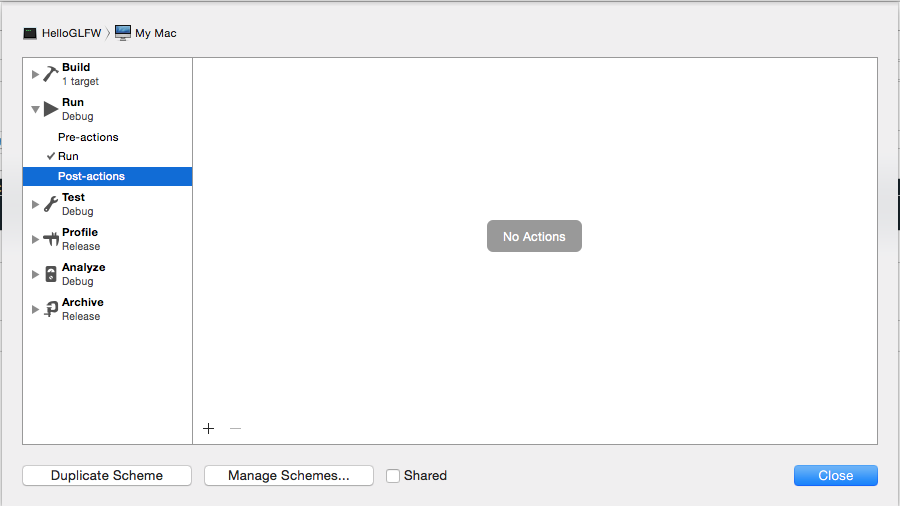 HelloGLFW 〉 My Mac
Build
1 target
Run
Debug
Pre-actions
Run
Post-actions
Test
Debug
Profile
Release
Analyze
Debug
Archive
Release
No Actions
Duplicate Scheme
Manage Schemes...
Shared
Close